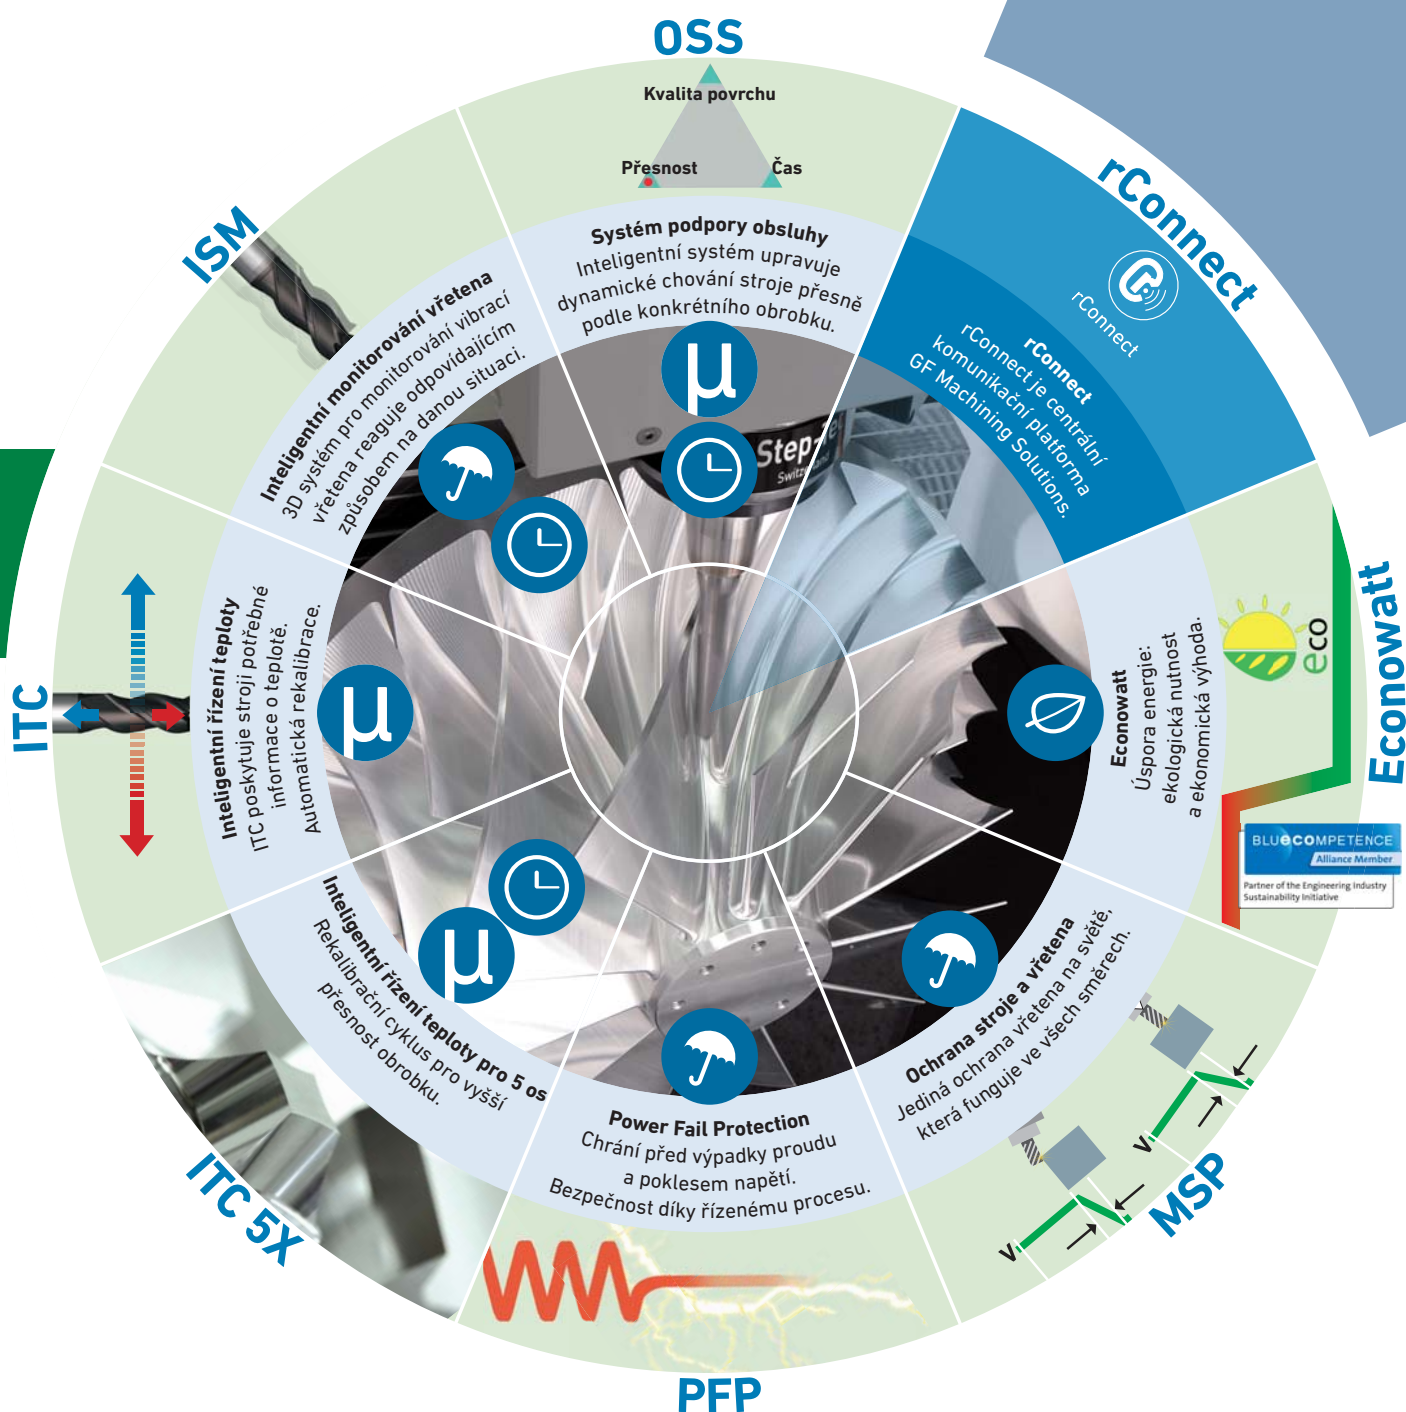 OSS
Kvalita povrchu
Přesnost
Čas
Systém podpory obsluhy
Inteligentní systém upravuje
dynamické chování stroje přesně
podle konkrétního obrobku.
µ
Step-Tec
Switzerland
rConnect
rConnect
rConnect
rConnect je centrální
komunikační platforma
GF Machining Solutions.
Econowatt
eco
Econowatt
Úspora energie:
ekologická nutnost
a ekonomická výhoda.
BLUeCOMPETENCE
Alliance Member
Partner of the Engineering Industry
Sustainability Initiative
MSP
Ochrana stroje a vřetena
Jediná ochrana vřetena na světě,
která funguje ve všech směrech.
V
V
PFP
Power Fail Protection
Chrání před výpadky proudu
a poklesem napětí.
Bezpečnost díky řízenému procesu.
ITC 5X
Inteligentní řízení teploty pro 5 os
Rekalibrační cyklus pro vyšší
přesnost obrobku.
µ
ITC
Inteligentní řízení teploty
ITC poskytuje stroji potřebné
informace o teplotě.
Automatická rekalibrace.
µ
ISM
Inteligentní monitorování vřetena
3D systém pro monitorování vibrací
vřetena reaguje odpovídajícím
způsobem na danou situaci.